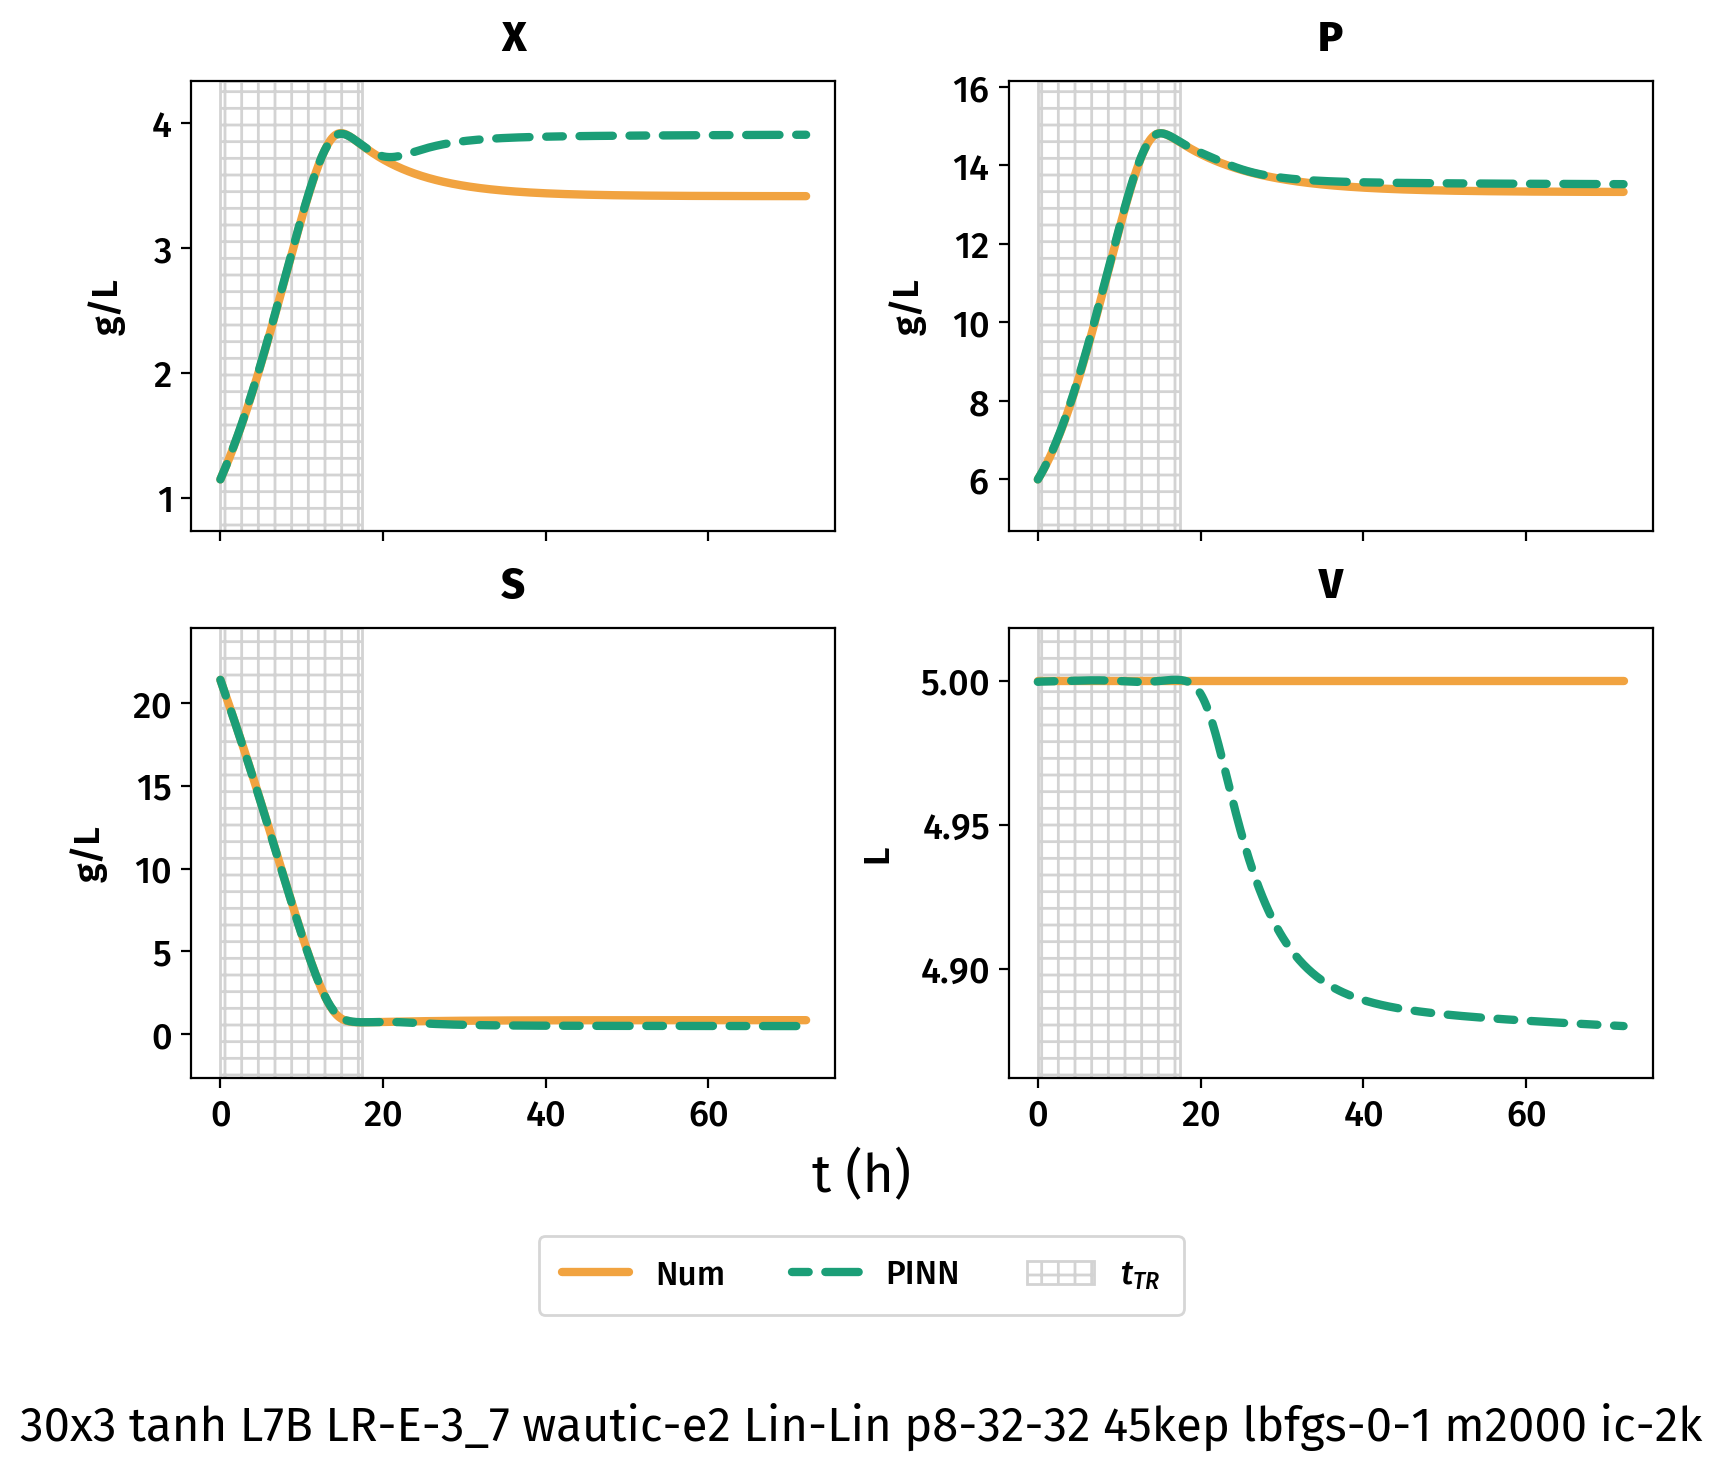 X
P
4
3
2
1
g/L
16
14
12
10
8
6
g/L
S
V
20
15
10
5
0
g/L
0 20 40 60
5.00
4.95
4.90
L
0 20 40 60
t (h)
Num PINN t_TR
30x3 tanh L7B LR-E-3_7 wautic-e2 Lin-Lin p8-32-32 45kep lbfgs-0-1 m2000 ic-2k